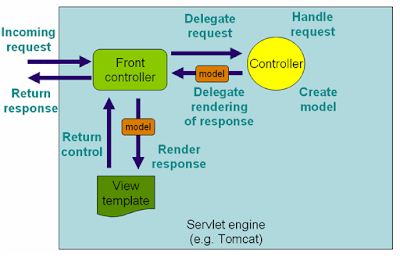 Incoming
request
Return
response
Front
controller
Delegate
request
Handle
request
Controller
model
Delegate
rendering
of response
Create
model
Return
control
model
Render
response
View
template
Servlet engine
(e.g. Tomcat)